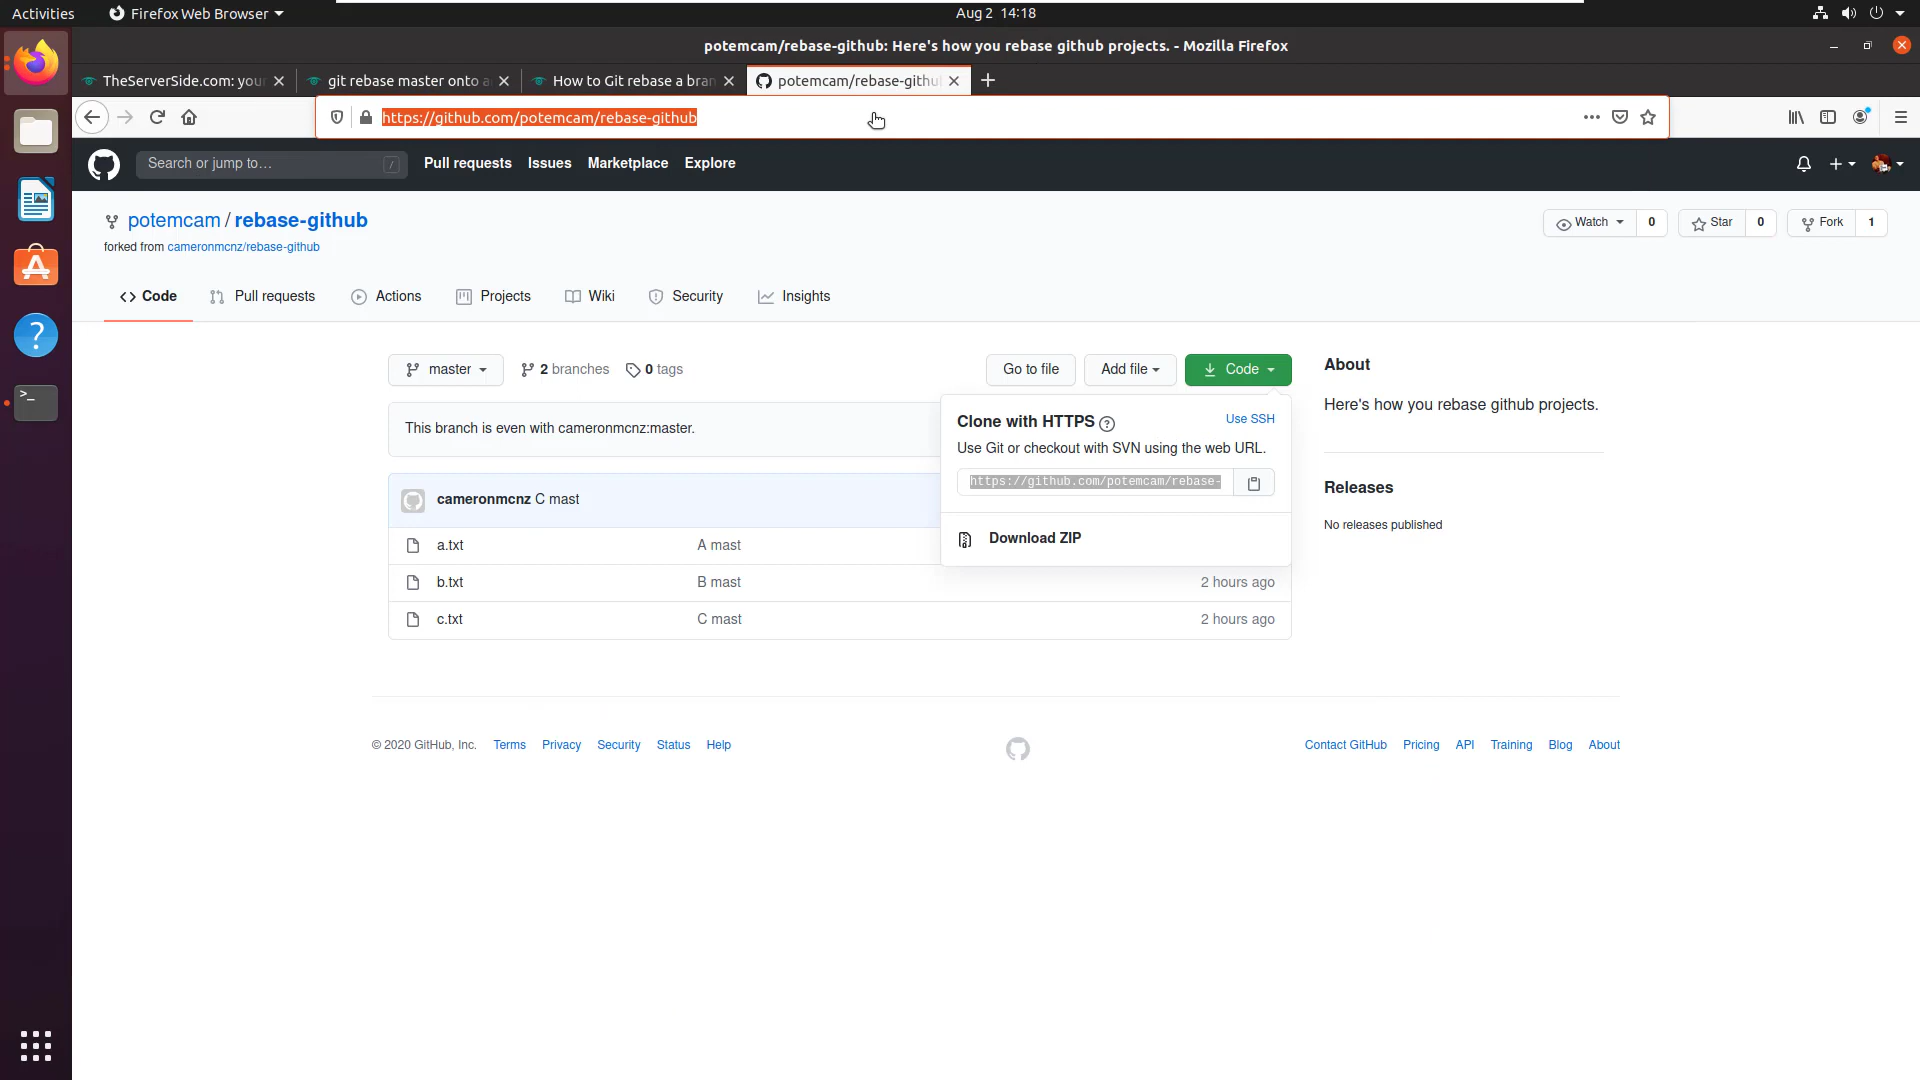 Activities
Firefox Web Browser
Aug 2 14:18
potemcam/rebase-github: Here's how you rebase github projects. - Mozilla Firefox
TheServerSide.com: you
git rebase master onto a
How to Git rebase a bran
potemcam/rebase-githu
https://github.com/potemcam/rebase-github
Search or jump to…
/
Pull requests
Issues
Marketplace
Explore
potemcam / rebase-github
Watch 0
Star 0
Fork 1
forked from cameronmcnz/rebase-github
Code
Pull requests
Actions
Projects
Wiki
Security
Insights
master
2 branches
0 tags
Go to file
Add file
Code
About
Here's how you rebase github projects.
This branch is even with cameronmcnz:master.
Clone with HTTPS ?
Use SSH
Use Git or checkout with SVN using the web URL.
https://github.com/potemcam/rebase-
Download ZIP
Releases
No releases published
cameronmcnz C mast
a.txt A mast
b.txt B mast 2 hours ago
c.txt C mast 2 hours ago
© 2020 GitHub, Inc.
Terms
Privacy
Security
Status
Help
Contact GitHub
Pricing
API
Training
Blog
About